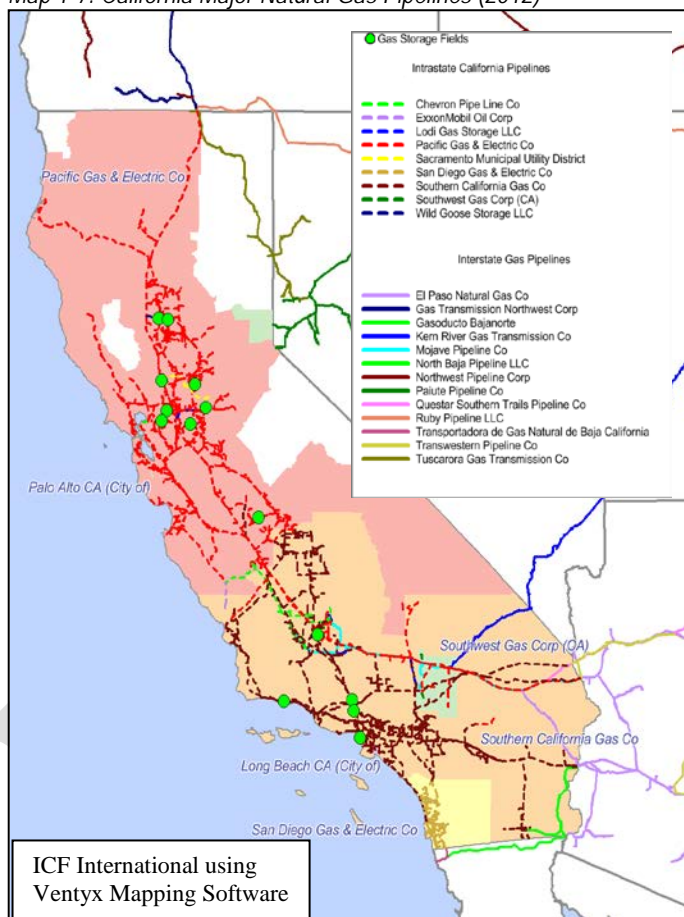 Map 1-7: California Major Natural Gas Pipelines (2012)
Gas Storage Fields
Intrastate California Pipelines
Chevron Pipe Line Co
ExxonMobil Oil Corp
Lodi Gas Storage LLC
Pacific Gas & Electric Co
Sacramento Municipal Utility District
San Diego Gas & Electric Co
Southern California Gas Co
Southwest Gas Corp (CA)
Wild Goose Storage LLC
Interstate Gas Pipelines
El Paso Natural Gas Co
Gas Transmission Northwest Corp
Gasoducto Bajanorte
Kern River Gas Transmission Co
Mojave Pipeline Co
North Baja Pipeline LLC
Northwest Pipeline Corp
Paiute Pipeline Co
Questar Southern Trails Pipeline Co
Ruby Pipeline LLC
Transportadora de Gas Natural de Baja California
Transwestern Pipeline Co
Tuscarora Gas Transmission Co
Pacific Gas & Electric Co
Palo Alto CA (City of)
Southwest Gas Corp (CA)
Southern California Gas Co
Long Beach CA (City of)
San Diego Gas & Electric Co
ICF International using
Ventyx Mapping Software